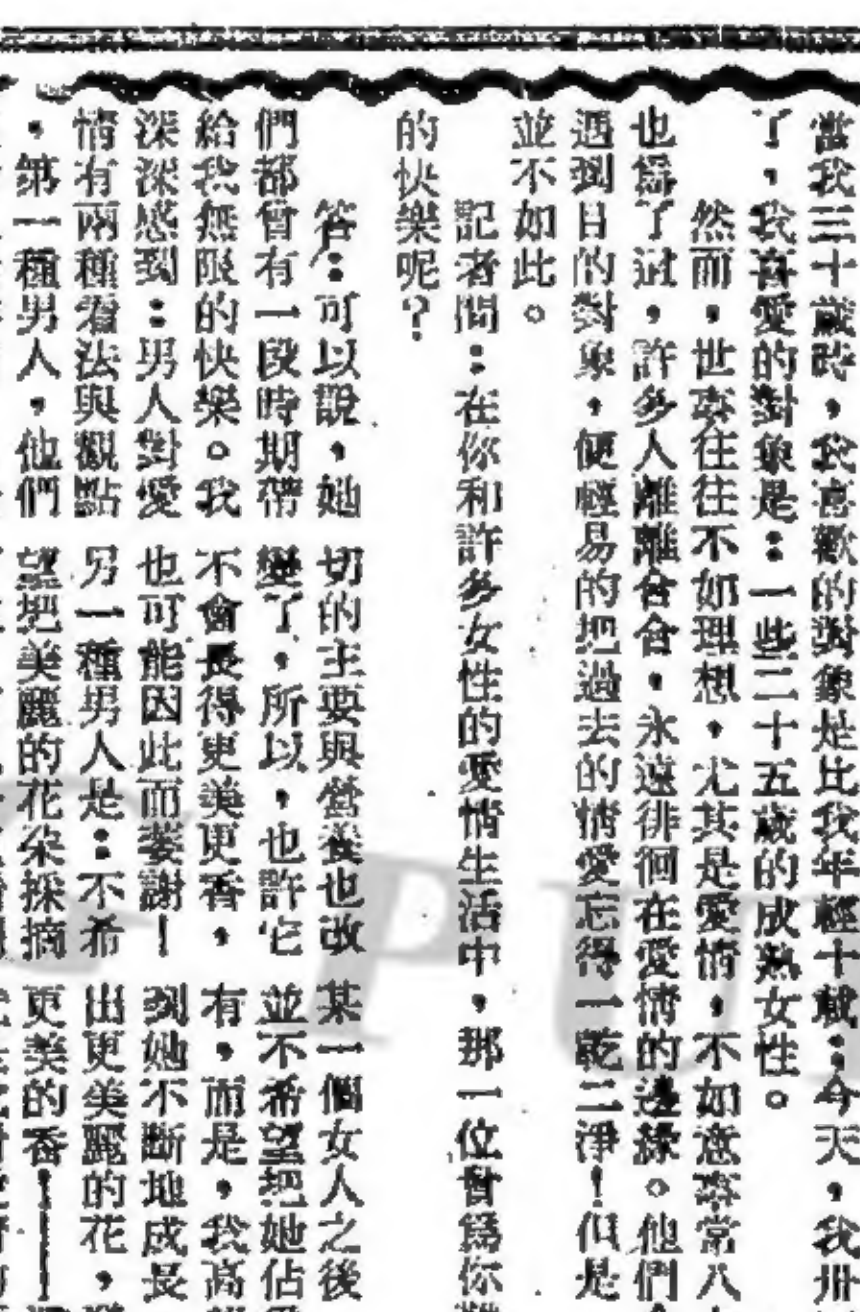 當我三十歲時,我喜歡的對象是比我年輕十載;今天,我卅
了,我喜愛的對象是:一些二十五歲的成熟女性。
然而,世事往往不如理想,尤其是愛情,不如意事常八
也爲了這,許多人離離合合,永遠徘徊在愛情的邊緣。他們
遇到目的對象,便輕易的把過去的情愛忘得一乾二淨!但是
並不如此。
記者問:在你和許多女性的愛情生活中,那一位曾爲你
的快樂呢?
答:可以說,她
們都曾有一段時期帶
給我無限的快樂。我
深深感到:男人對愛
情有兩種看法與觀點
,第一種男人,他們
切的主要與營養也改
變了,所以,也許它
不會長得更美更香,
也可能因此而萎謝!
另一種男人是:不希
望把美麗的花朵採摘
某一個女人之後
並不希望把她佔
有,而是,我高
到她不斷地成長
出更美麗的花,
更美的香——